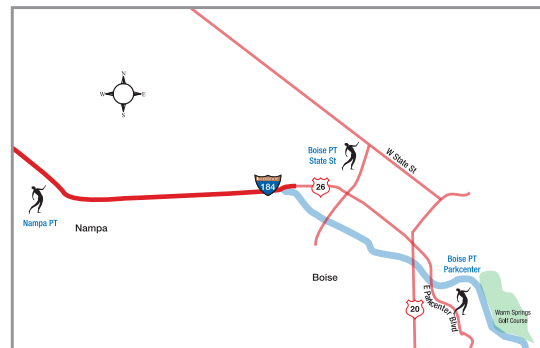 N
W E
S
Boise PT
State St
W State St
INTERSTATE
184
26
Nampa PT
Nampa
Boise PT
Parkcenter
Boise
E Parkcenter Blvd
20
Warm Springs
Golf Course